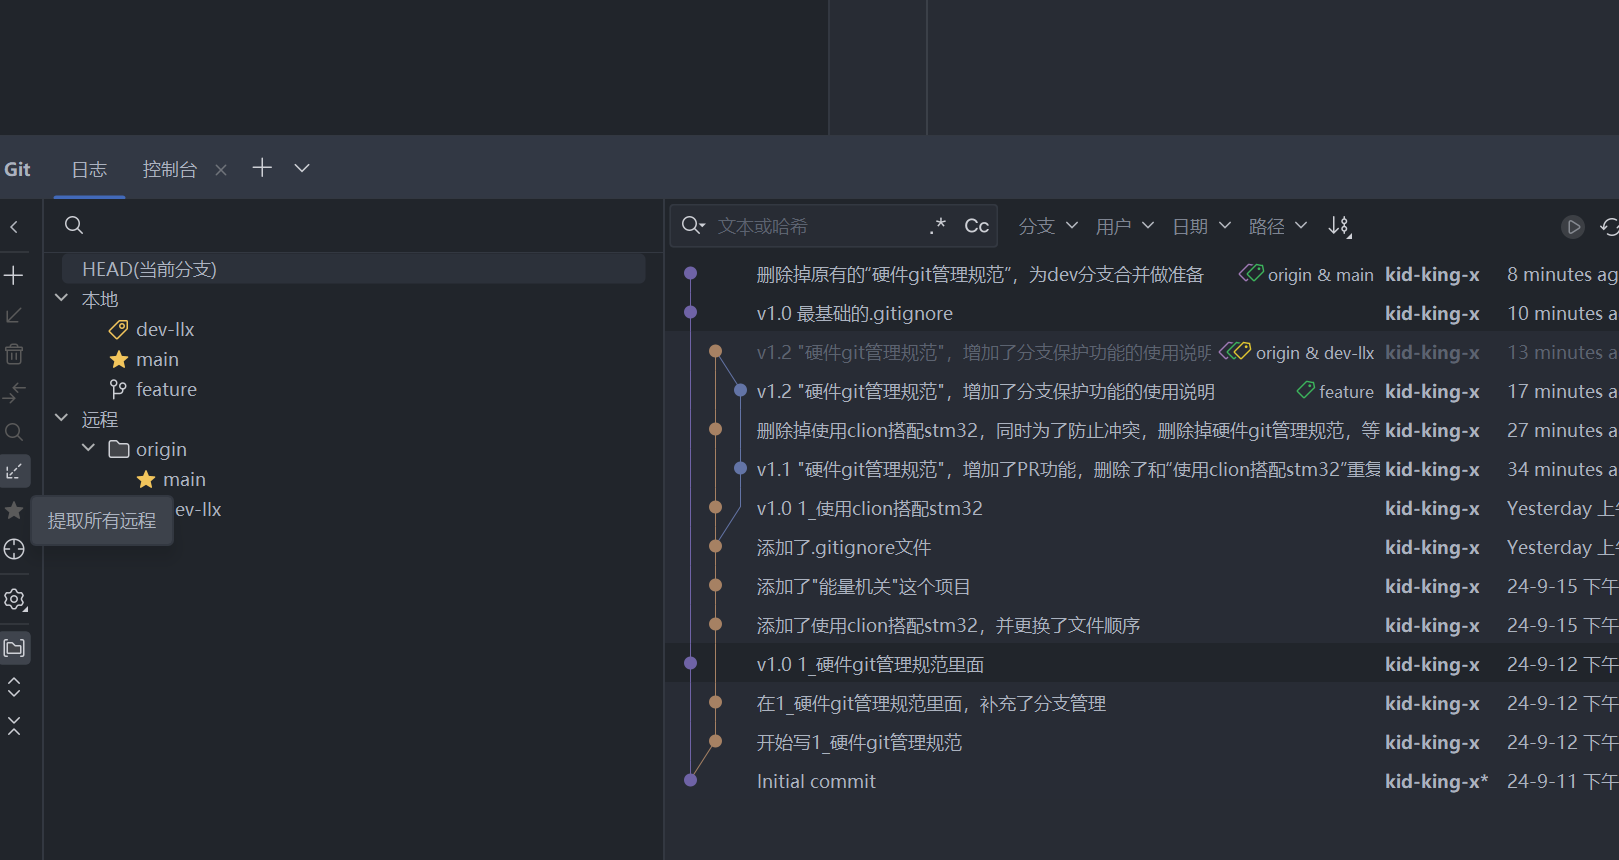 Git 日志 控制台
文本或哈希 .* Cc 分支 用户 日期 路径
HEAD(当前分支)
本地
dev-llx
main
feature
远程
origin
main
ev-llx
提取所有远程
删除掉原有的“硬件git管理规范”，为dev分支合并做准备 origin & main kid-king-x 8 minutes ag
v1.0 最基础的.gitignore kid-king-x 10 minutes a
v1.2 "硬件git管理规范"，增加了分支保护功能的使用说明 origin & dev-llx kid-king-x 13 minutes a
v1.2 "硬件git管理规范"，增加了分支保护功能的使用说明 feature kid-king-x 17 minutes a
删除掉使用clion搭配stm32，同时为了防止冲突，删除掉硬件git管理规范，等 kid-king-x 27 minutes a
v1.1 "硬件git管理规范"，增加了PR功能，删除了和“使用clion搭配stm32”重复 kid-king-x 34 minutes a
v1.0 1_使用clion搭配stm32 kid-king-x Yesterday 上午
添加了.gitignore文件 kid-king-x Yesterday 上午
添加了"能量机关"这个项目 kid-king-x 24-9-15 下午
添加了使用clion搭配stm32，并更换了文件顺序 kid-king-x 24-9-15 下午
v1.0 1_硬件git管理规范里面 kid-king-x 24-9-12 下午
在1_硬件git管理规范里面，补充了分支管理 kid-king-x 24-9-12 下午
开始写1_硬件git管理规范 kid-king-x 24-9-12 下午
Initial commit kid-king-x* 24-9-11 下午